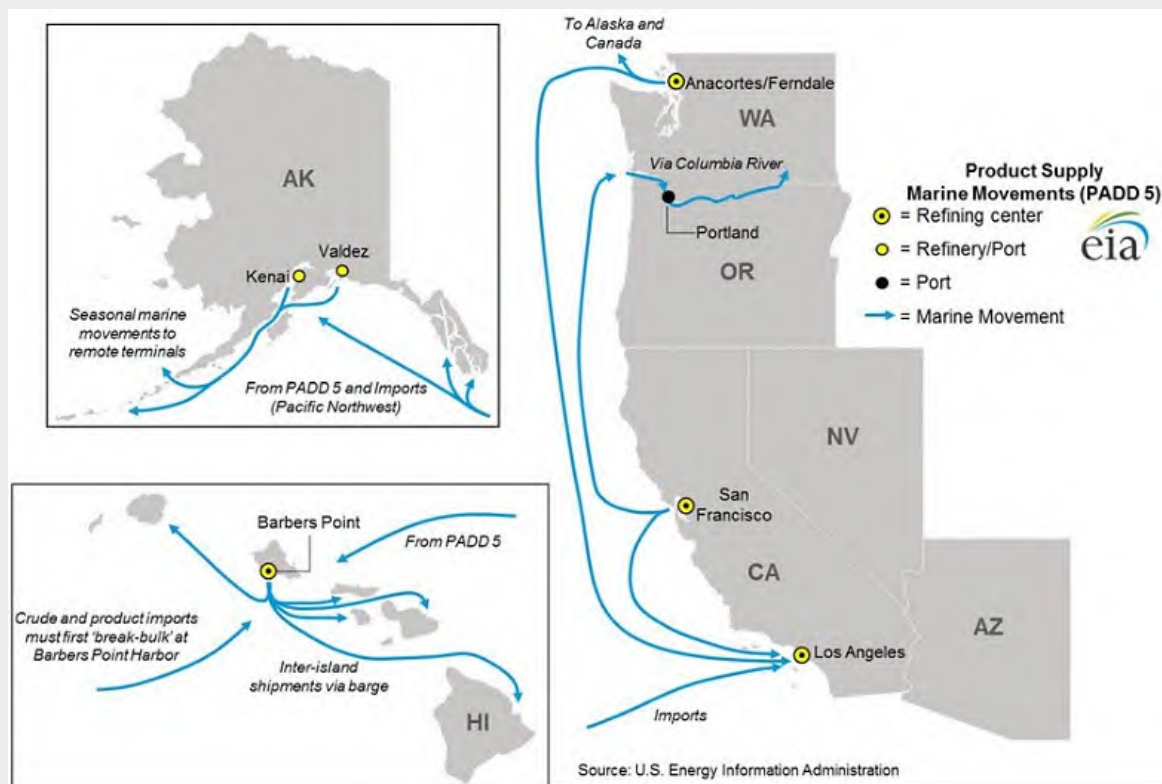 AK
Kenai
Valdez
Seasonal marine
movements to
remote terminals
From PADD 5 and Imports
(Pacific Northwest)
Barbers Point
From PADD 5
Crude and product imports
must first 'break-bulk' at
Barbers Point Harbor
Inter-island
shipments via barge
HI
To Alaska and
Canada
Anacortes/Ferndale
WA
Via Columbia River
Portland
OR
NV
San
Francisco
CA
AZ
Los Angeles
Imports
Product Supply
Marine Movements (PADD 5)
= Refining center
= Refinery/Port
= Port
= Marine Movement
eia
Source: U.S. Energy Information Administration